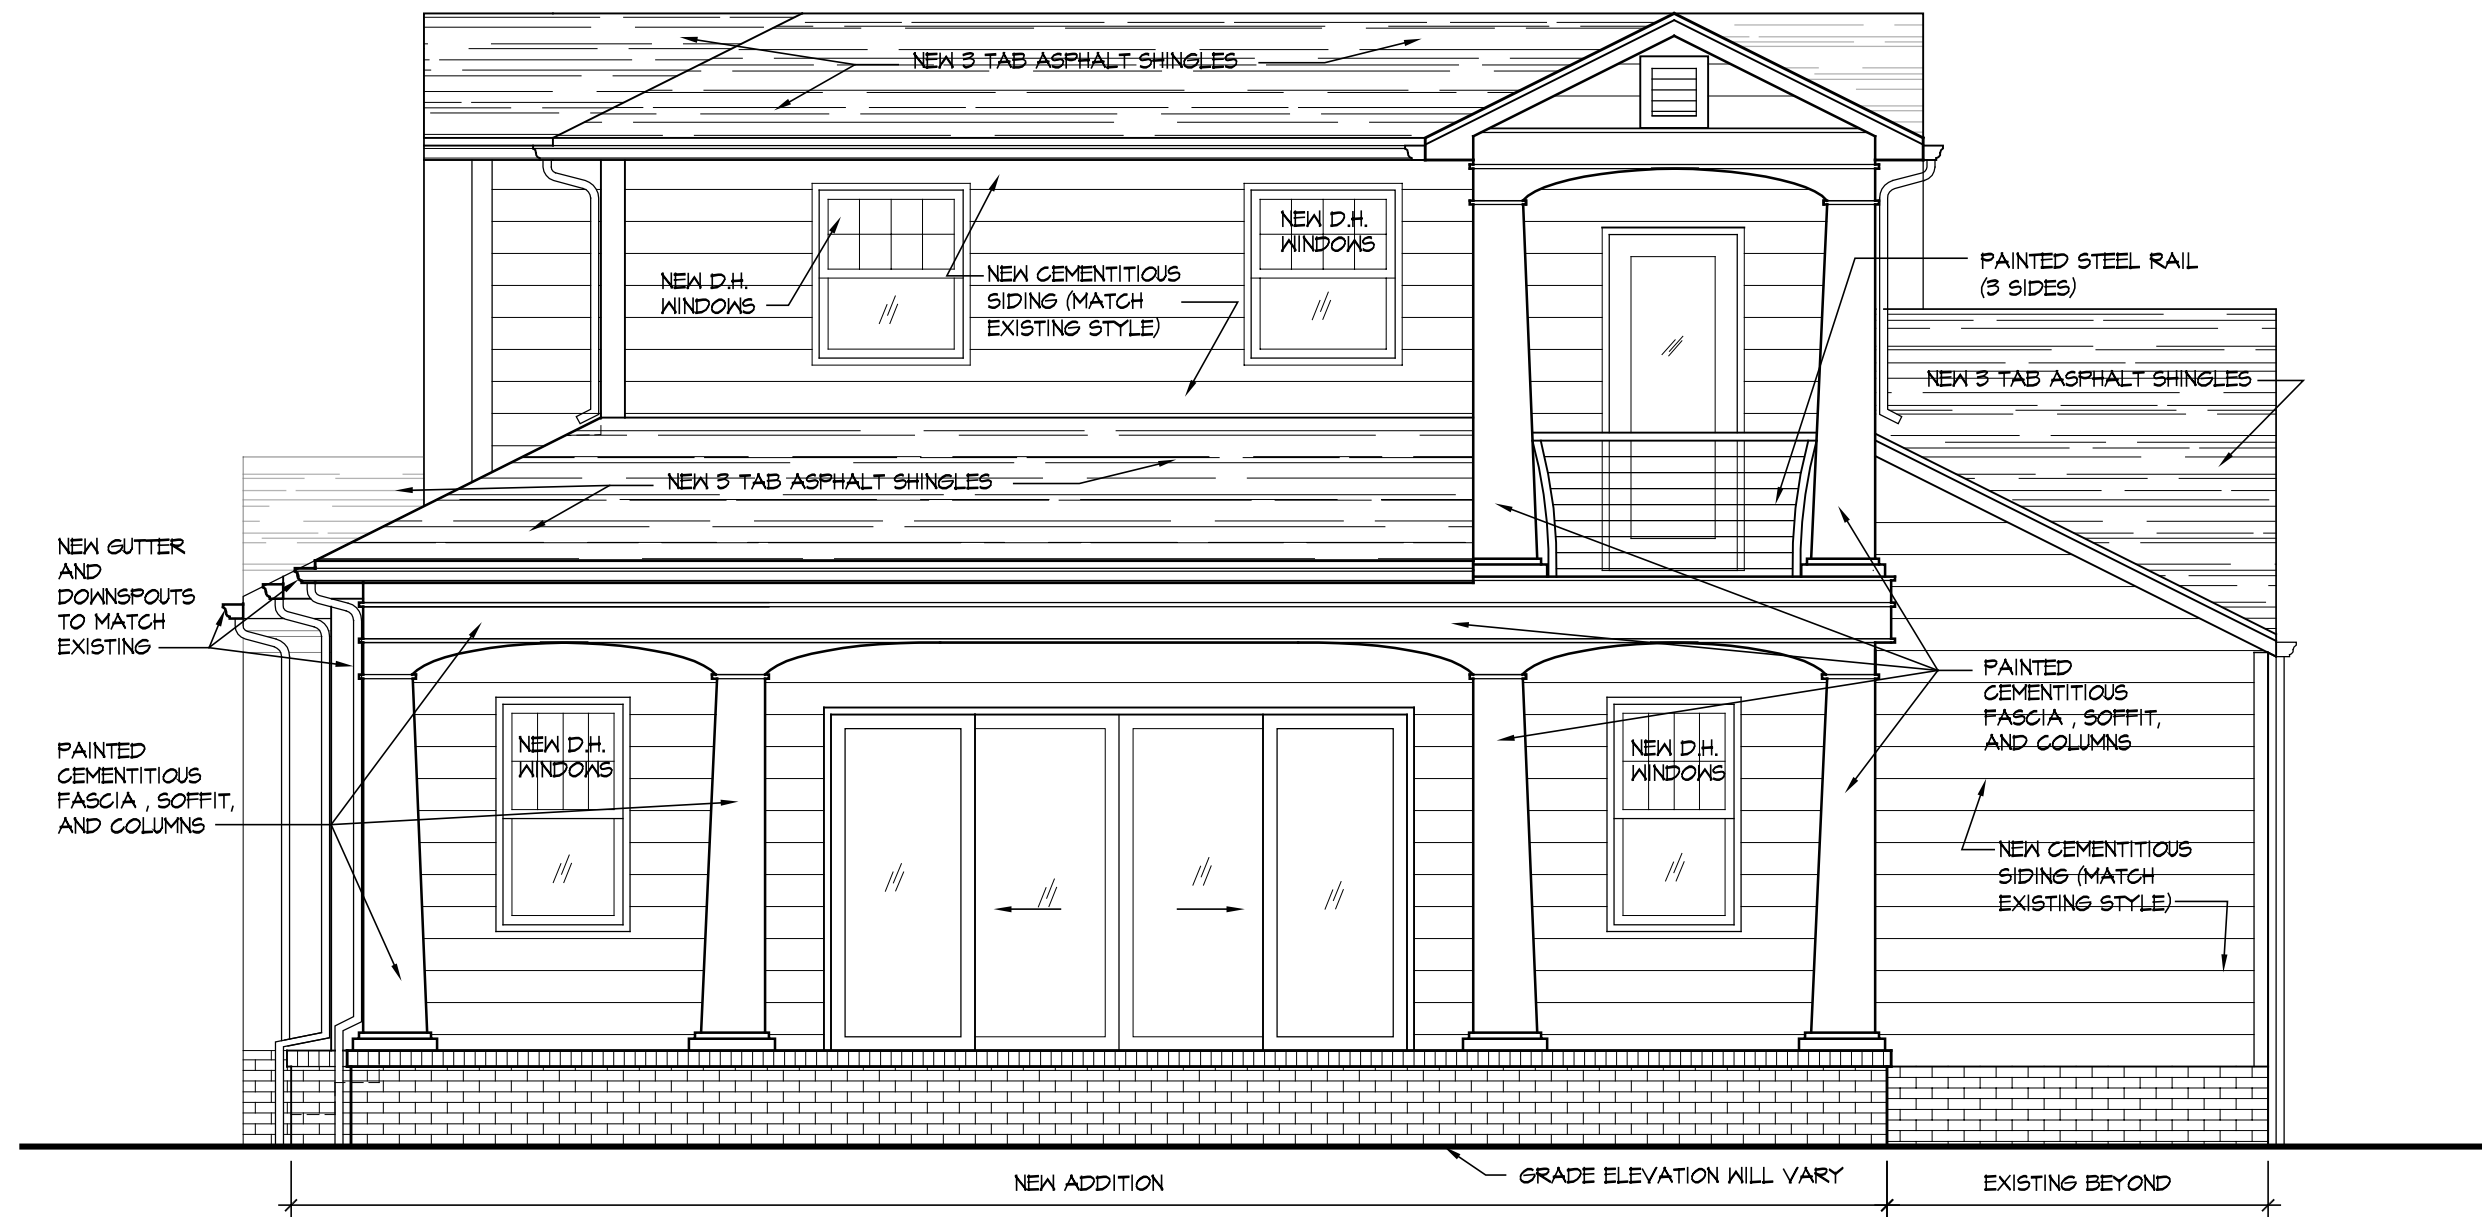 NEW 3 TAB ASPHALT SHINGLES
NEW D.H.
WINDOWS
NEW D.H.
WINDOWS
NEW CEMENTITIOUS
SIDING (MATCH
EXISTING STYLE)
PAINTED STEEL RAIL
(3 SIDES)
NEW 3 TAB ASPHALT SHINGLES
NEW 3 TAB ASPHALT SHINGLES
NEW GUTTER
AND
DOWNSPOUTS
TO MATCH
EXISTING
PAINTED
CEMENTITIOUS
FASCIA , SOFFIT,
AND COLUMNS
NEW D.H.
WINDOWS
NEW D.H.
WINDOWS
PAINTED
CEMENTITIOUS
FASCIA , SOFFIT,
AND COLUMNS
NEW CEMENTITIOUS
SIDING (MATCH
EXISTING STYLE)
GRADE ELEVATION WILL VARY
NEW ADDITION
EXISTING BEYOND